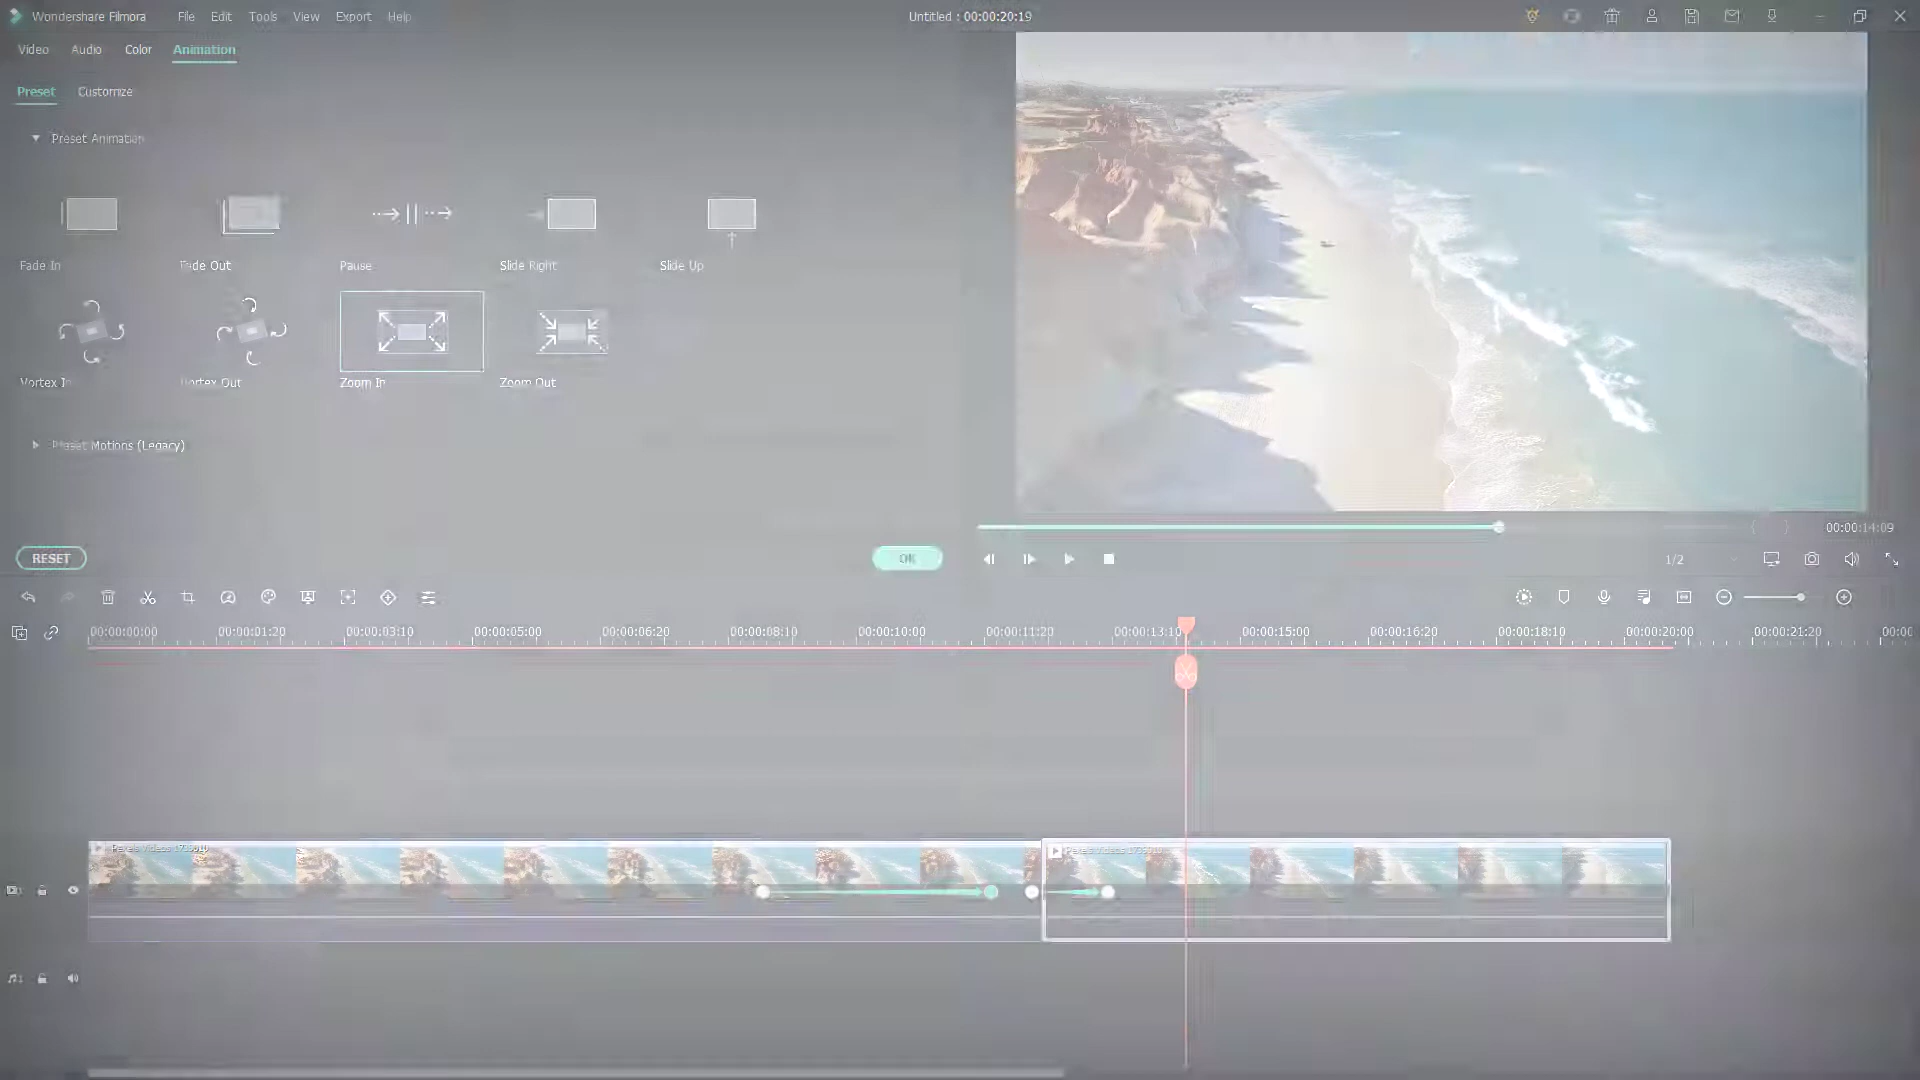 Wondershare Filmora File Edit Tools View Export Help Untitled : 00:00:20:19
Video Audio Color Animation
Preset Customize
Preset Animation
Fade In Fade Out Pause Slide Right Slide Up
Vortex In Vortex Out Zoom In Zoom Out
Preset Motions (Legacy)
00:00:14:09
RESET OK 1/2
00:00:00:00 00:00:01:20 00:00:03:10 00:00:05:00 00:00:06:20 00:00:08:10 00:00:10:00 00:00:11:20 00:00:13:10 00:00:15:00 00:00:16:20 00:00:18:10 00:00:20:00 00:00:21:20 00:00
Pexels Videos Pexels Videos